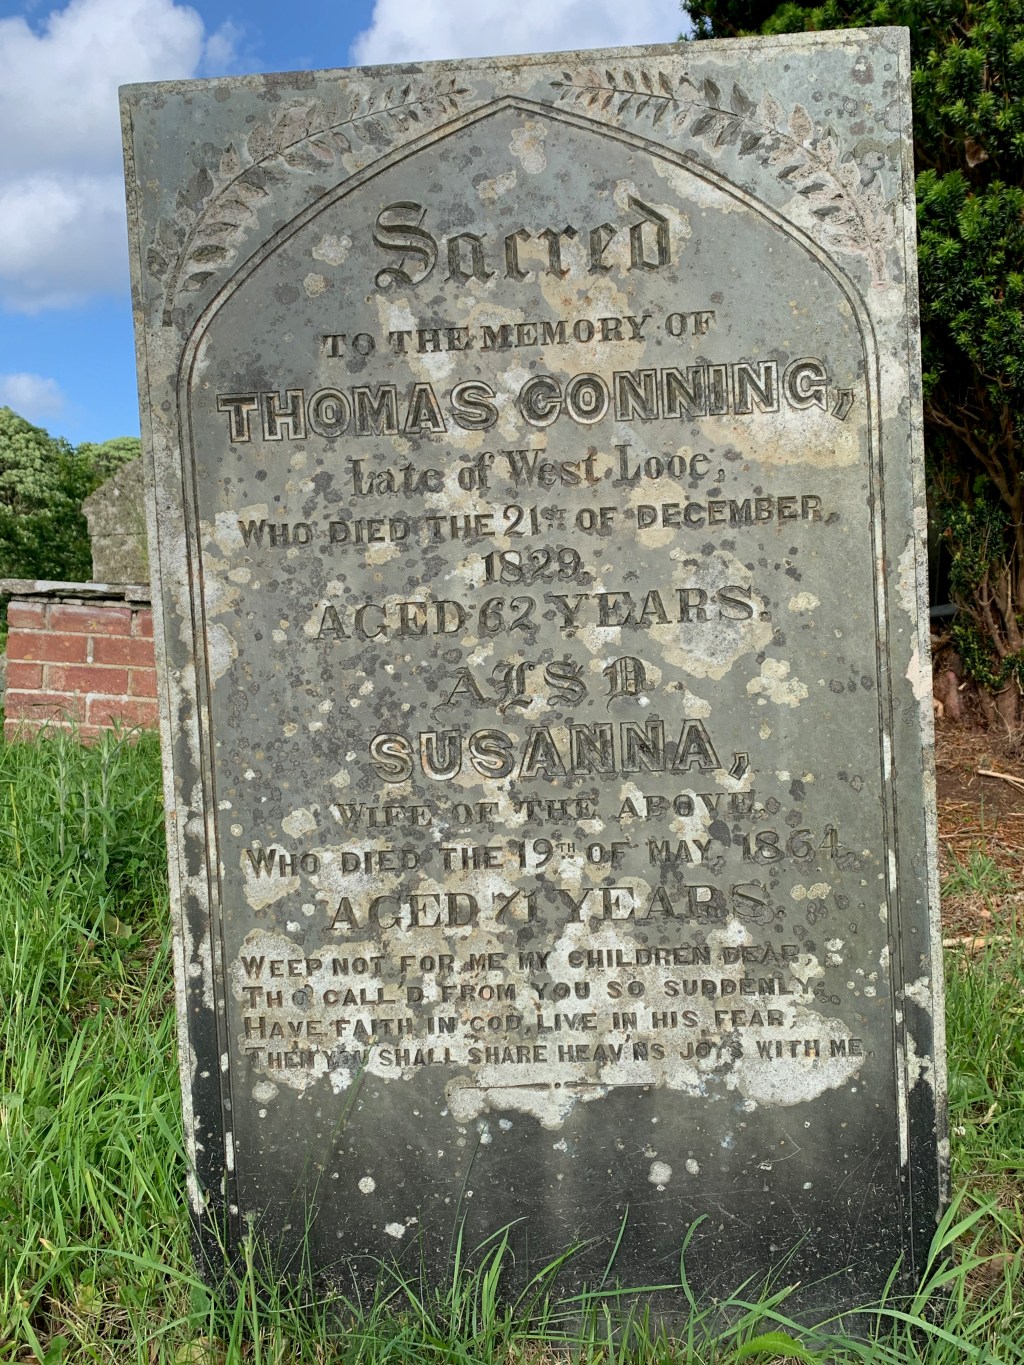 Sacred
TO THE MEMORY OF
THOMAS CONNING,
Late of West Looe,
WHO DIED THE 21ST OF DECEMBER,
1829,
AGED 62 YEARS.
ALSO
SUSANNA,
WIFE OF THE ABOVE,
WHO DIED THE 19TH OF MAY, 1864,
AGED 71 YEARS.
WEEP NOT FOR ME MY CHILDREN DEAR,
THO CALL'D FROM YOU SO SUDDENLY;
HAVE FAITH IN GOD, LIVE IN HIS FEAR,
THEN YOU SHALL SHARE HEAV'NS JOYS WITH ME.